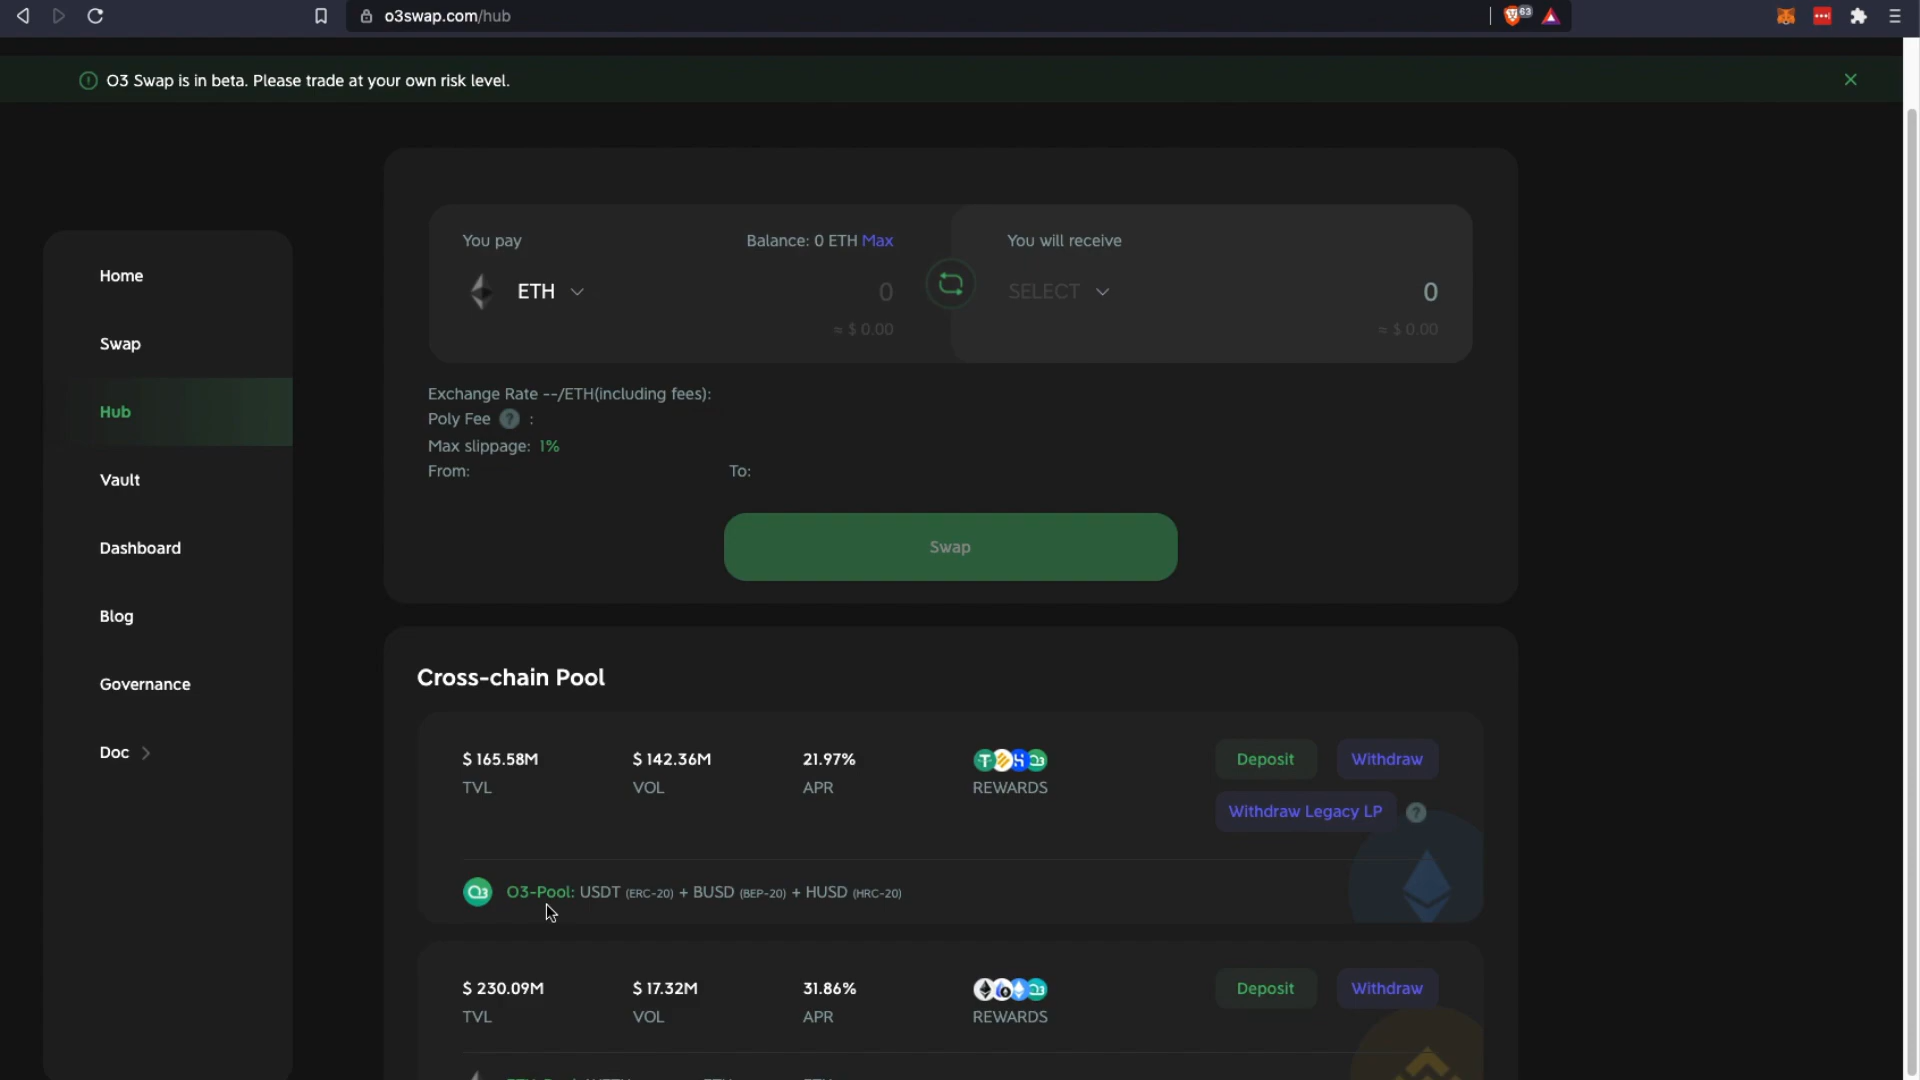 o3swap.com/hub
63
O3 Swap is in beta. Please trade at your own risk level.
Home
Swap
Hub
Vault
Dashboard
Blog
Governance
Doc
You pay
Balance: 0 ETH Max
ETH
0
≈ $ 0.00
You will receive
SELECT
0
≈ $ 0.00
Exchange Rate --/ETH(including fees):
Poly Fee ? :
Max slippage: 1%
From:
To:
Swap
Cross-chain Pool
$ 165.58M
TVL
$ 142.36M
VOL
21.97%
APR
REWARDS
Deposit
Withdraw
Withdraw Legacy LP ?
O3-Pool: USDT (ERC-20) + BUSD (BEP-20) + HUSD (HRC-20)
$ 230.09M
TVL
$ 17.32M
VOL
31.86%
APR
REWARDS
Deposit
Withdraw